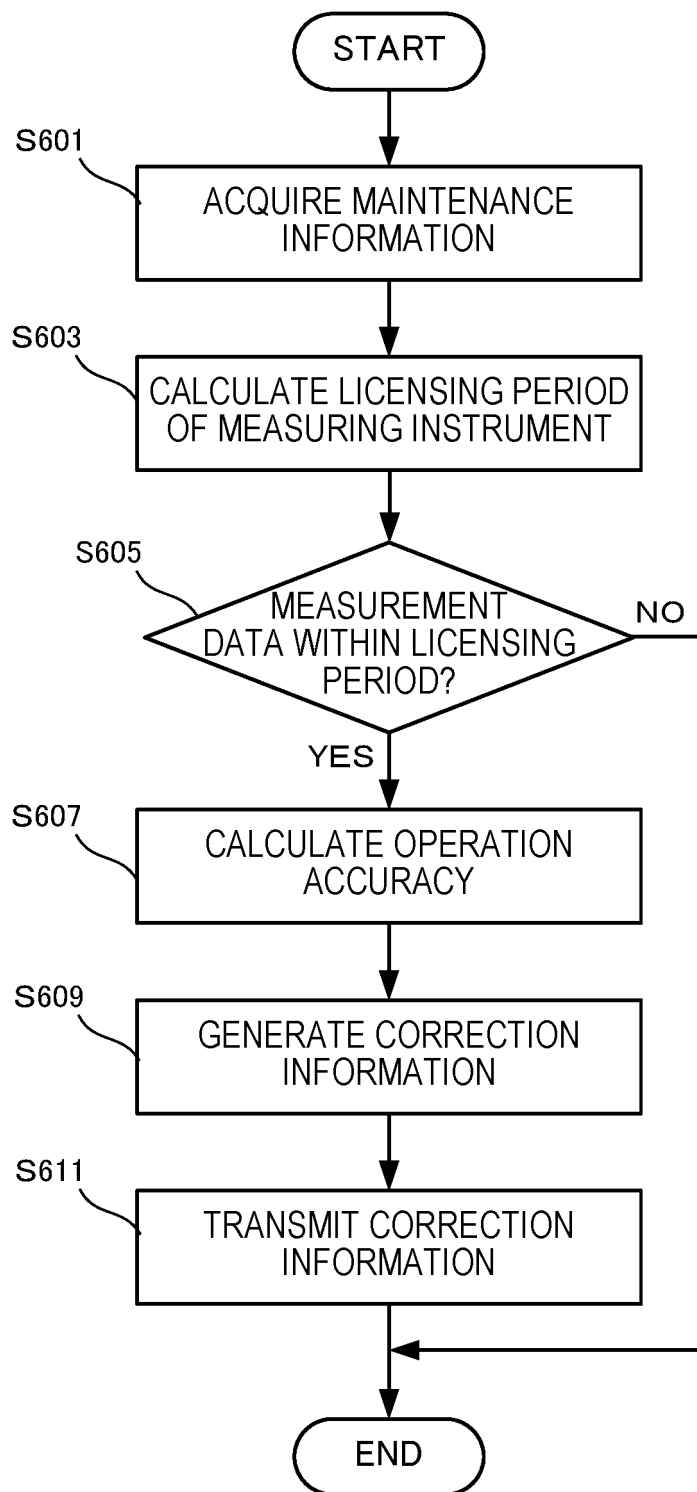 START
S601
ACQUIRE MAINTENANCE
INFORMATION
S603
CALCULATE LICENSING PERIOD
OF MEASURING INSTRUMENT
S605
MEASUREMENT
DATA WITHIN LICENSING
PERIOD?
NO
YES
S607
CALCULATE OPERATION
ACCURACY
S609
GENERATE CORRECTION
INFORMATION
S611
TRANSMIT CORRECTION
INFORMATION
END